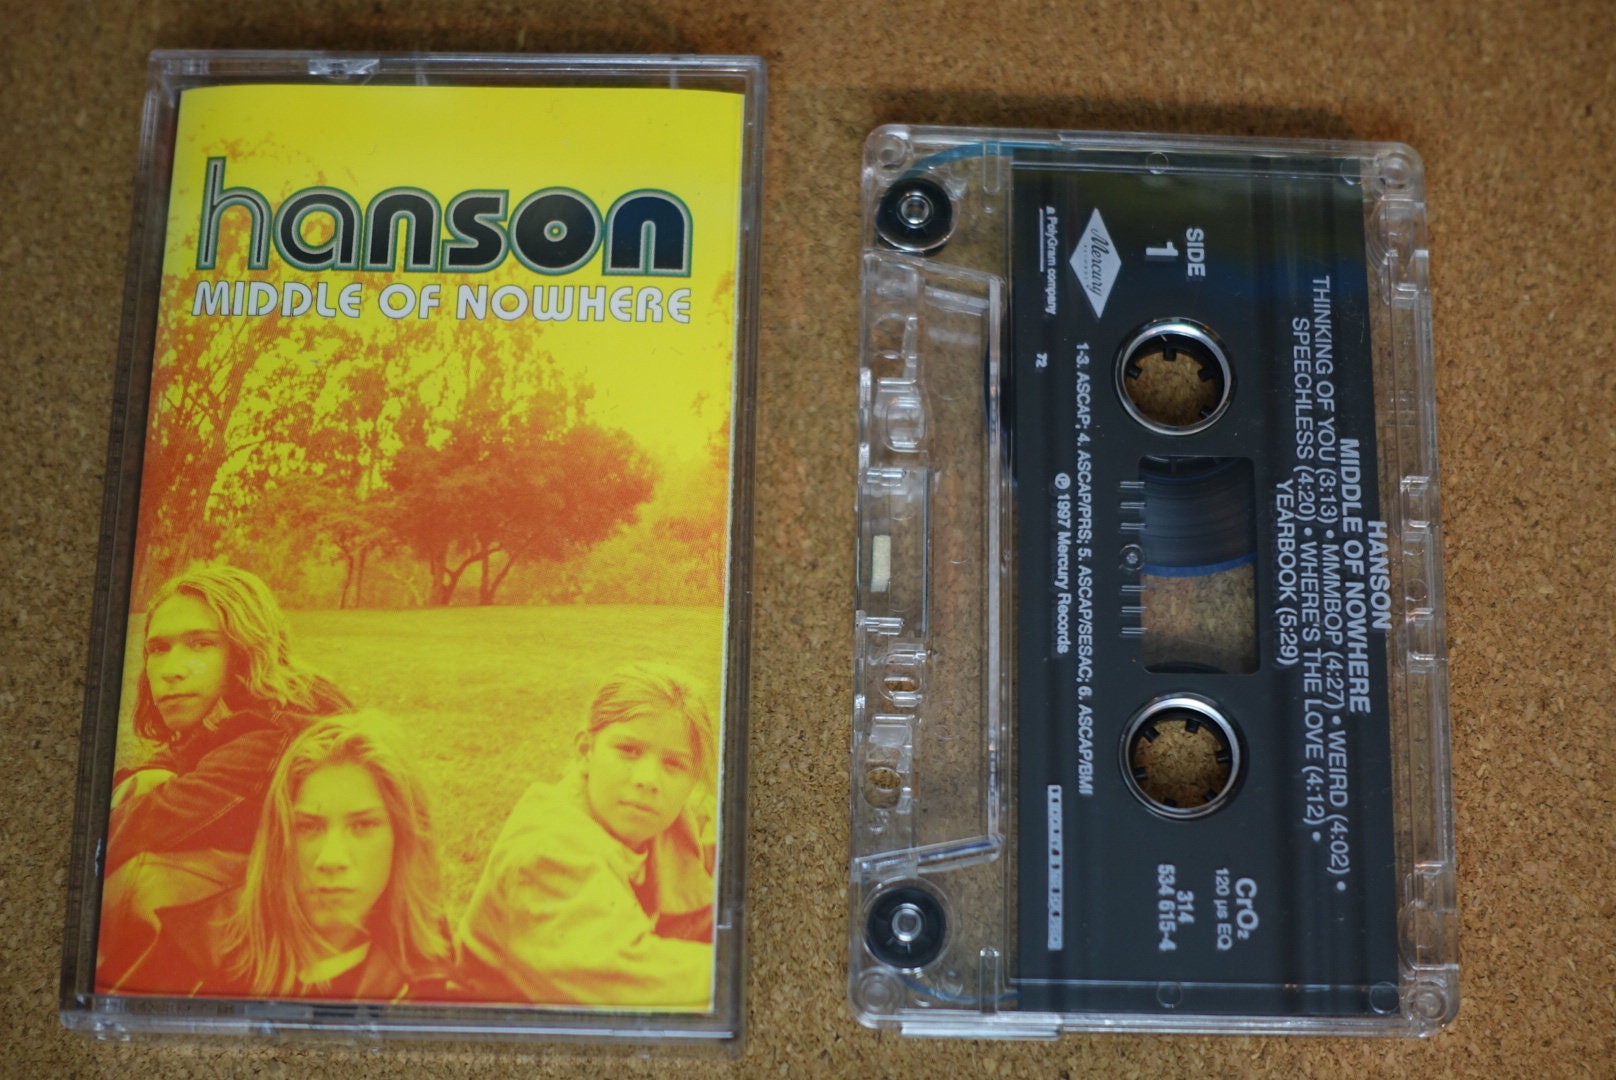 hanson
MIDDLE OF NOWHERE
HANSON
MIDDLE OF NOWHERE
THINKING OF YOU (3:13) • MMMBOP (4:27) • WEIRD (4:02) •
SPEECHLESS (4:20) • WHERE'S THE LOVE (4:12) •
YEARBOOK (5:29)
SIDE
1
CrO₂
120 µs EQ
314
534 615-4
Mercury
RECORDS
1-3. ASCAP; 4. ASCAP/PRS; 5. ASCAP/SESAC; 6. ASCAP/BMI
℗ 1997 Mercury Records
a PolyGram company
72